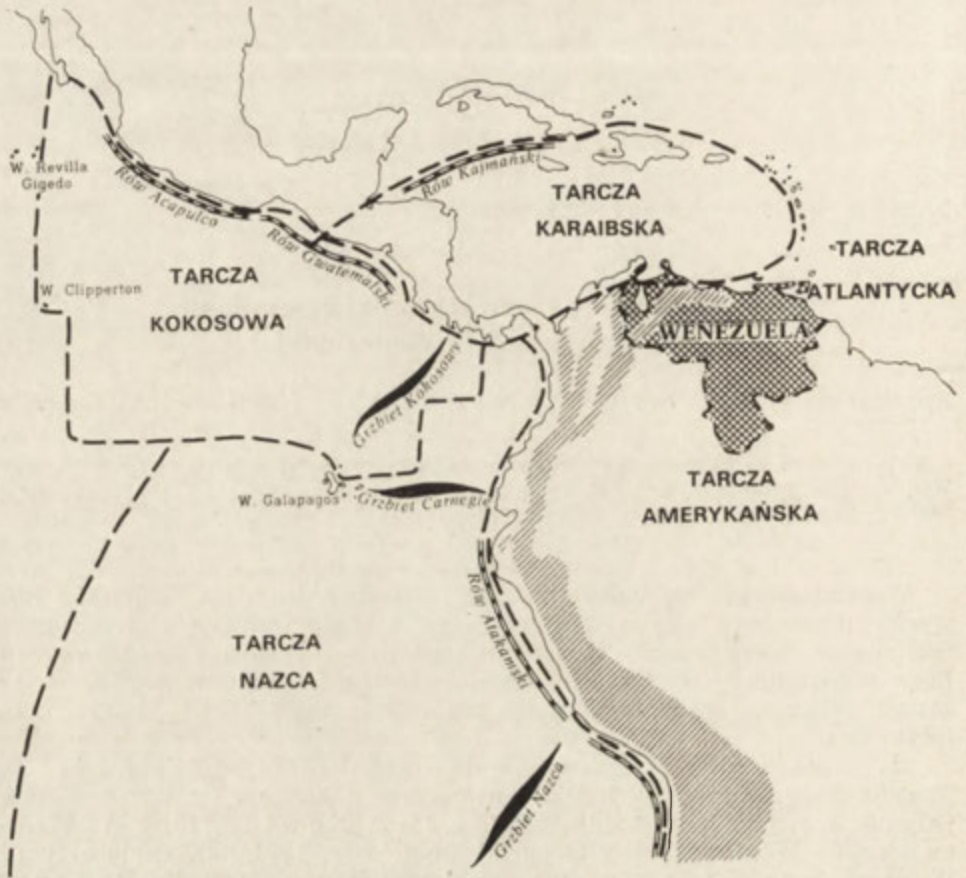 W. Revilla
Gigedo
Rów Acapulco
Rów Kajmański
TARCZA
KARAIBSKA
Rów Gwatemalski
TARCZA
ATLANTYCKA
TARCZA
KOKOSOWA
W. Clipperton
WENEZUELA
Grzbiet Kokosowy
W. Galapagos
Grzbiet Carnegie
TARCZA
AMERYKAŃSKA
Rów Atakamski
TARCZA
NAZCA
Grzbiet Nazca